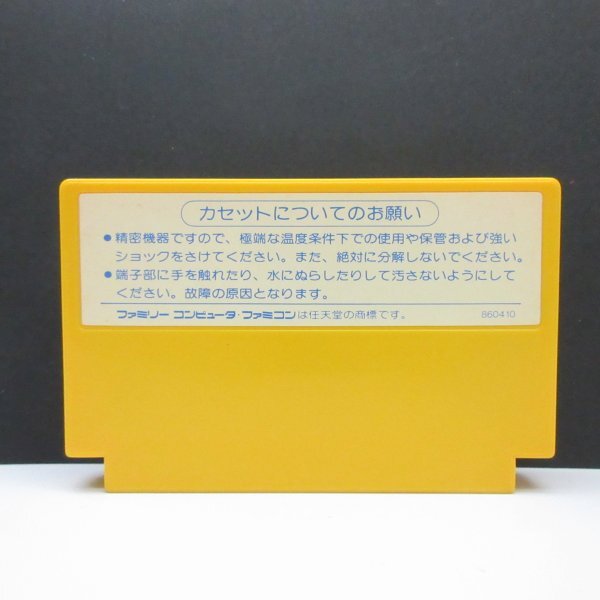 カセットについてのお願い
●精密機器ですので、極端な温度条件下での使用や保管および強い
ショックをさけてください。また、絶対に分解しないでください。
●端子部に手を触れたり、水にぬらしたりして汚さないようにして
ください。故障の原因となります。
ファミリー コンピュータ・ファミコンは任天堂の商標です。 860410